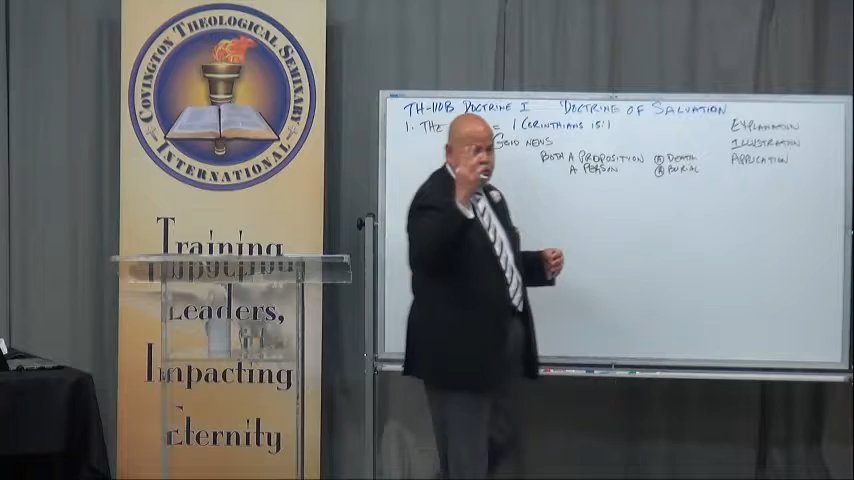 Covington Theological Seminary
International
Training
Leaders,
Impacting
Eternity
TH-110B Doctrine I Doctrine of Salvation
1. The = 1 Corinthians 15:1
Good News
Both a Proposition
A Person
A Death
B Burial
Explanation
Illustration
Application